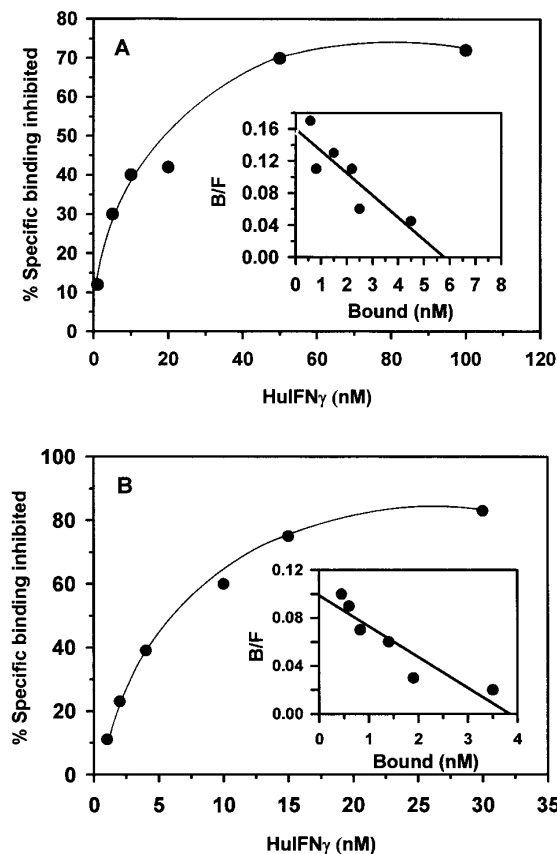 A
% Specific binding inhibited
80
70
60
50
40
30
20
10
0
0 20 40 60 80 100 120
HuIFNγ (nM)
B/F
0.16
0.12
0.08
0.04
0.00
0 1 2 3 4 5 6 7 8
Bound (nM)
B
% Specific binding inhibited
100
80
60
40
20
0
0 5 10 15 20 25 30 35
HuIFNγ (nM)
B/F
0.12
0.08
0.04
0.00
0 1 2 3 4
Bound (nM)